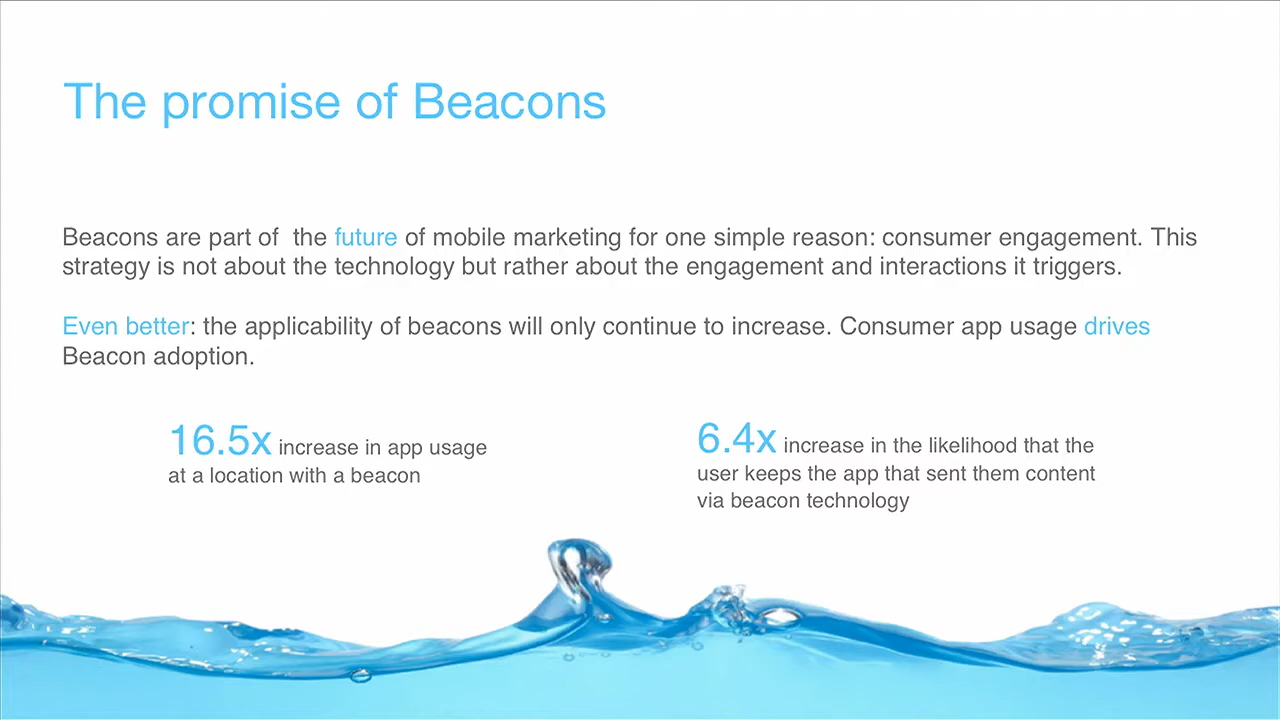 The promise of Beacons
Beacons are part of  the future of mobile marketing for one simple reason: consumer engagement. This
strategy is not about the technology but rather about the engagement and interactions it triggers.
Even better: the applicability of beacons will only continue to increase. Consumer app usage drives
Beacon adoption.
16.5x increase in app usage
at a location with a beacon
6.4x increase in the likelihood that the
user keeps the app that sent them content
via beacon technology